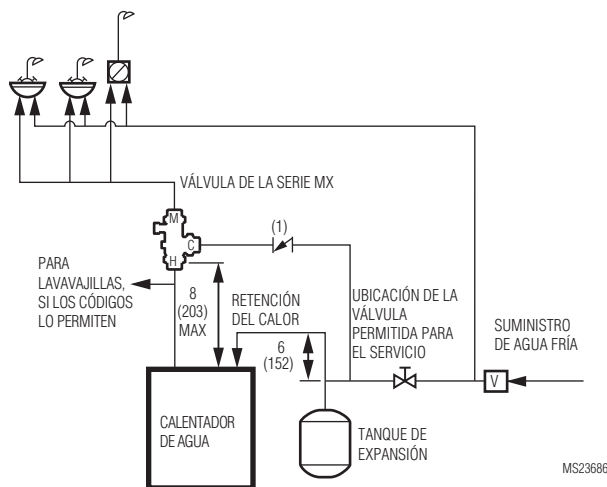 VÁLVULA DE LA SERIE MX
M
C
H
(1)
PARA
LAVAVAJILLAS,
SI LOS CÓDIGOS
LO PERMITEN
8
(203)
MAX
RETENCIÓN
DEL CALOR
6
(152)
UBICACIÓN DE LA
VÁLVULA
PERMITIDA PARA
EL SERVICIO
SUMINISTRO
DE AGUA FRÍA
V
CALENTADOR
DE AGUA
TANQUE DE
EXPANSIÓN
MS23686